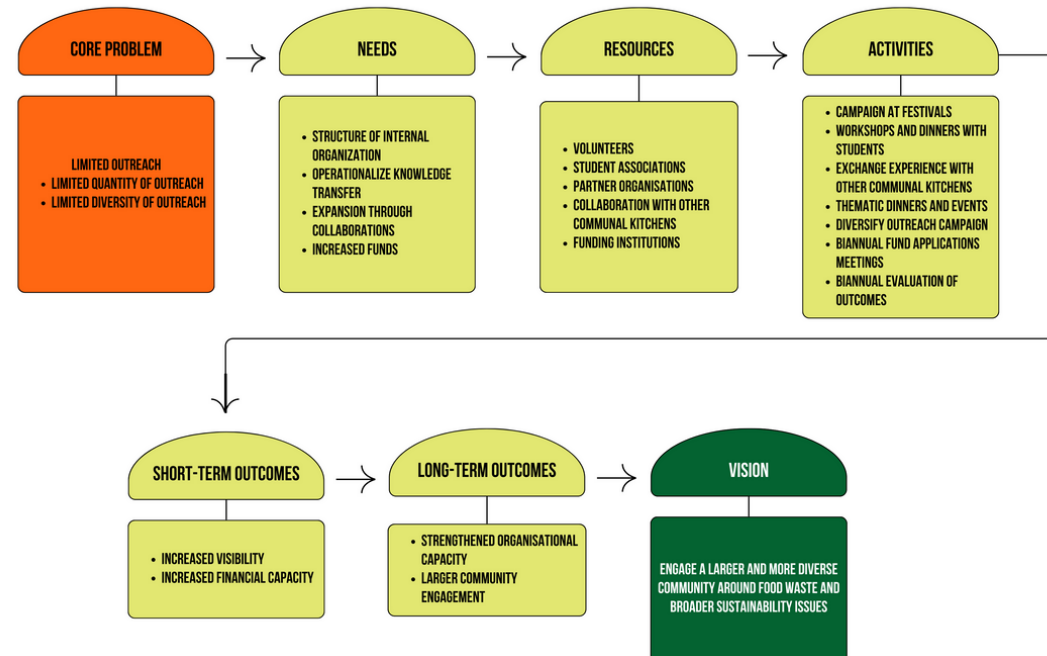 CORE PROBLEM
LIMITED OUTREACH
• LIMITED QUANTITY OF OUTREACH
• LIMITED DIVERSITY OF OUTREACH
NEEDS
• STRUCTURE OF INTERNAL
ORGANIZATION
• OPERATIONALIZE KNOWLEDGE
TRANSFER
• EXPANSION THROUGH
COLLABORATIONS
• INCREASED FUNDS
RESOURCES
• VOLUNTEERS
• STUDENT ASSOCIATIONS
• PARTNER ORGANISATIONS
• COLLABORATION WITH OTHER
COMMUNAL KITCHENS
• FUNDING INSTITUTIONS
ACTIVITIES
• CAMPAIGN AT FESTIVALS
• WORKSHOPS AND DINNERS WITH
STUDENTS
• EXCHANGE EXPERIENCE WITH
OTHER COMMUNAL KITCHENS
• THEMATIC DINNERS AND EVENTS
• DIVERSIFY OUTREACH CAMPAIGN
• BIANNUAL FUND APPLICATIONS
MEETINGS
• BIANNUAL EVALUATION OF
OUTCOMES
SHORT-TERM OUTCOMES
• INCREASED VISIBILITY
• INCREASED FINANCIAL CAPACITY
LONG-TERM OUTCOMES
• STRENGTHENED ORGANISATIONAL
CAPACITY
• LARGER COMMUNITY
ENGAGEMENT
VISION
ENGAGE A LARGER AND MORE DIVERSE
COMMUNITY AROUND FOOD WASTE AND
BROADER SUSTAINABILITY ISSUES